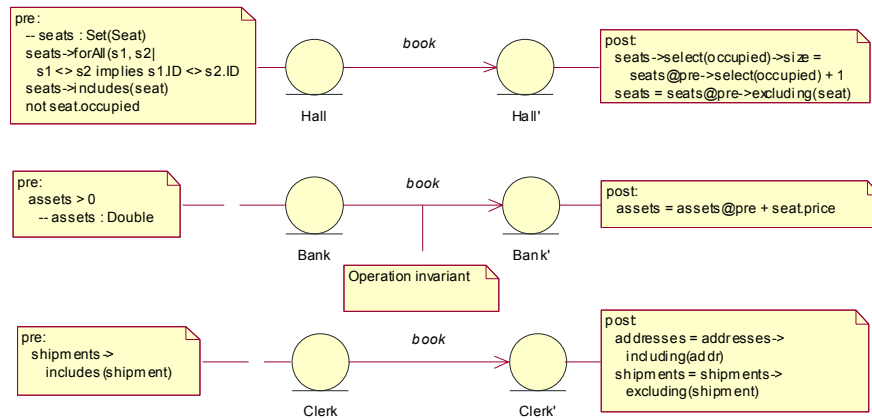 pre:
-- seats : Set(Seat)
seats->forAll(s1, s2|
s1 <> s2 implies s1.ID <> s2.ID
seats->includes(seat)
not seat.occupied
book
Hall
Hall'
post:
seats->select(occupied)->size =
seats@pre->select(occupied) + 1
seats = seats@pre->excluding(seat)
pre:
assets > 0
-- assets : Double
book
Bank
Bank'
Operation invariant
post:
assets = assets@pre + seat.price
pre:
shipments->
includes(shipment)
book
Clerk
Clerk'
post
addresses = addresses->
including(addr)
shipments = shipments->
excluding(shipment)